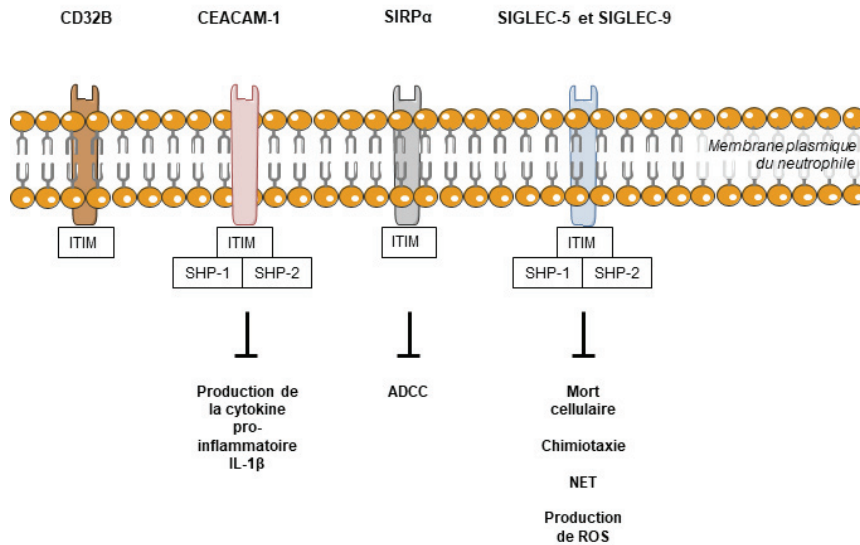 CD32B
CEACAM-1
SIRPα
SIGLEC-5 et SIGLEC-9
Membrane plasmique
du neutrophile
ITIM
ITIM
ITIM
ITIM
SHP-1
SHP-2
SHP-1
SHP-2
Production de
la cytokine
pro-
inflammatoire
IL-1β
ADCC
Mort
cellulaire
Chimiotaxie
NET
Production
de ROS